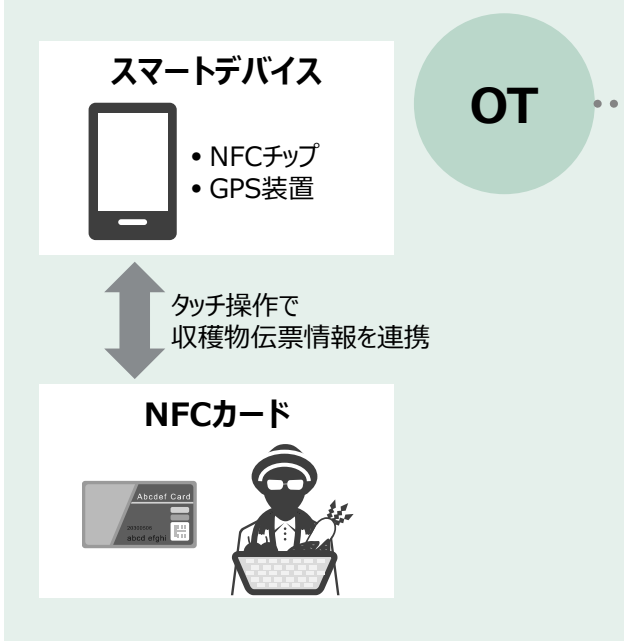 スマートデバイス
• NFCチップ
• GPS装置
OT
タッチ操作で
収穫物伝票情報を連携
NFCカード
Abcdef Card
abcd efghi